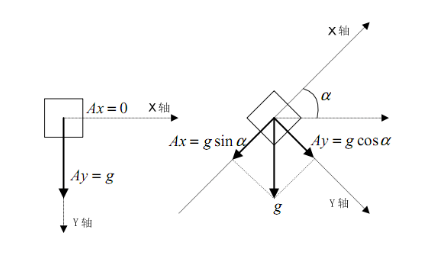 Ax = 0
X 轴
Ay = g
Y 轴
X 轴
α
Ax = g sin α
Ay = g cos α
g
Y 轴